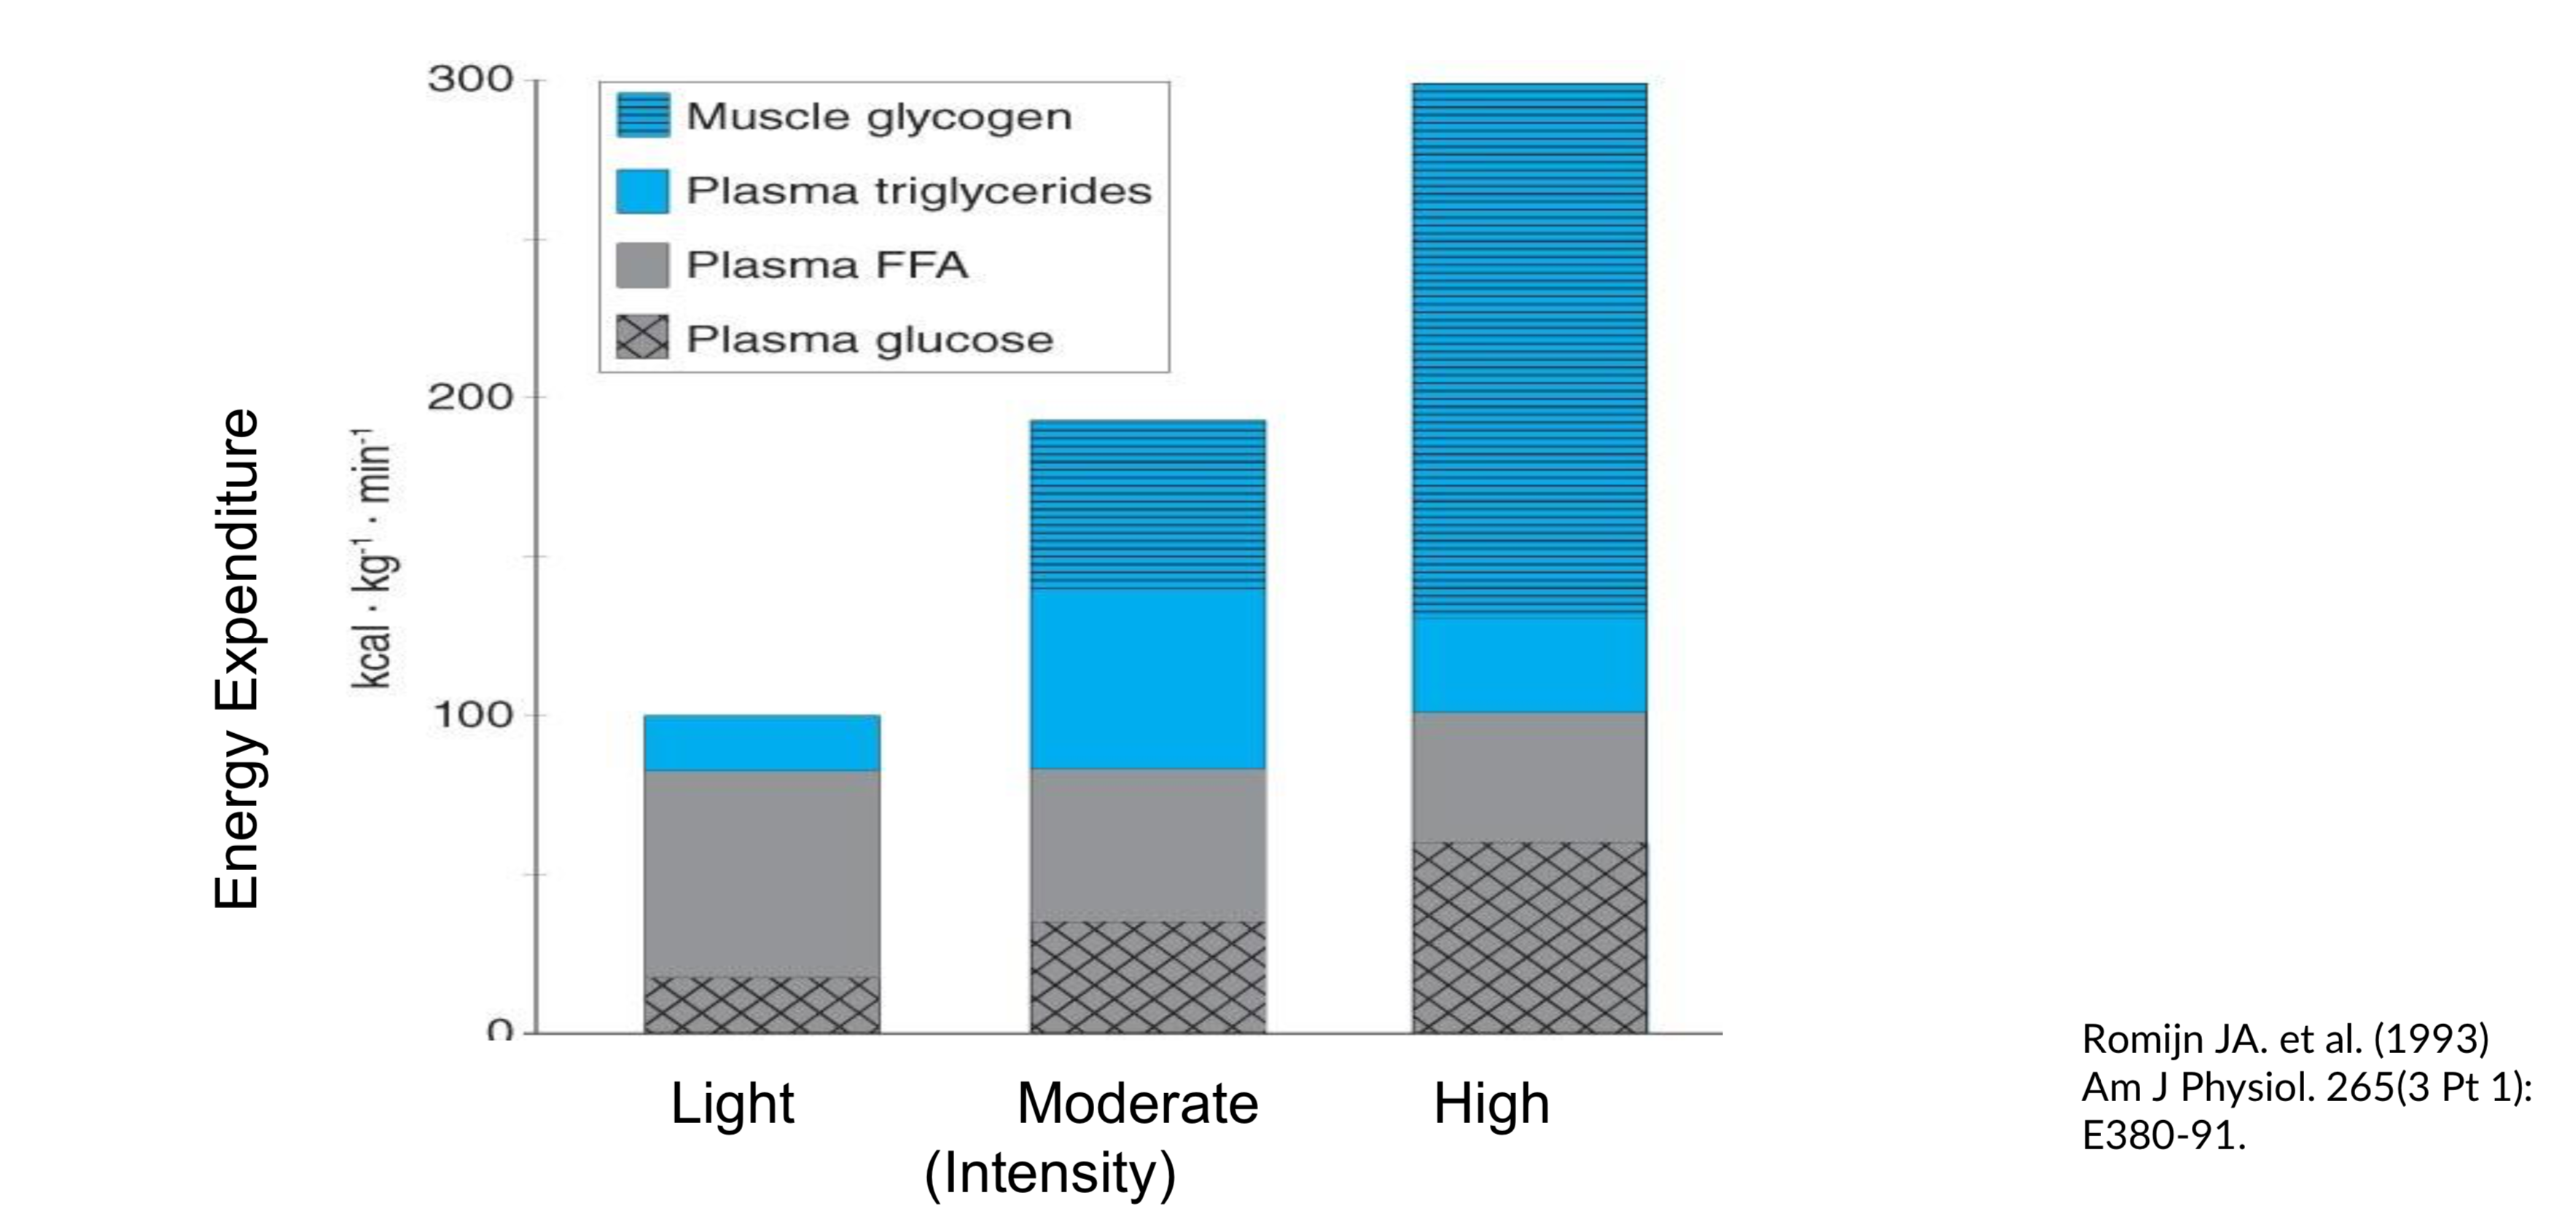 300
Muscle glycogen
Plasma triglycerides
Plasma FFA
Plasma glucose
200
100
0
Energy Expenditure
kcal · kg⁻¹ · min⁻¹
Light
Moderate
High
(Intensity)
Romijn JA. et al. (1993)
Am J Physiol. 265(3 Pt 1):
E380-91.